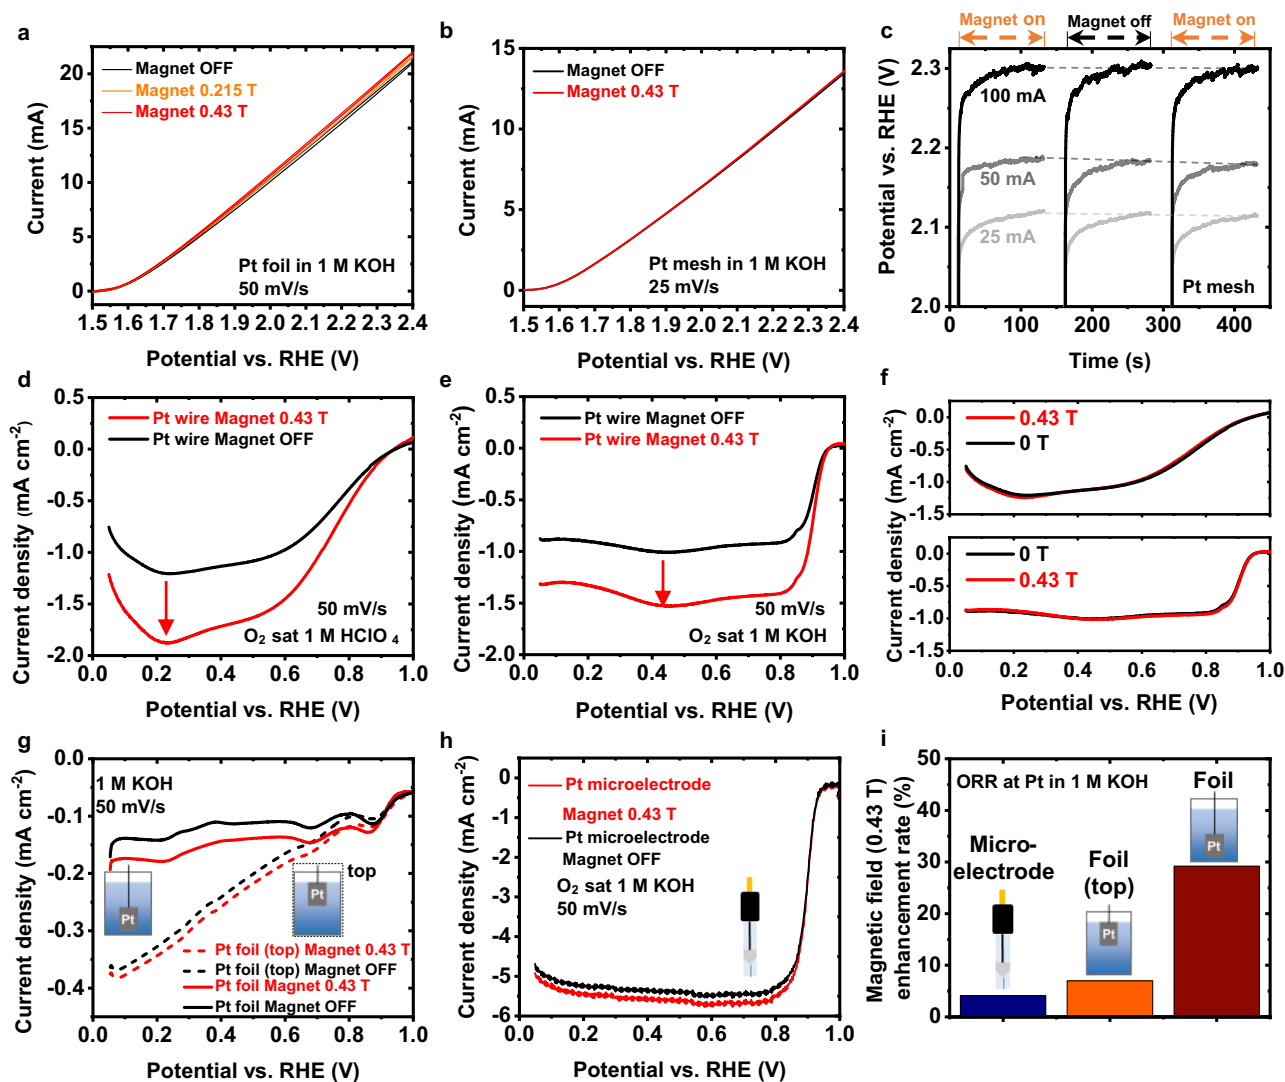 a
Magnet OFF
Magnet 0.215 T
Magnet 0.43 T
Pt foil in 1 M KOH
50 mV/s
Current (mA)
20
15
10
5
0
1.5 1.6 1.7 1.8 1.9 2.0 2.1 2.2 2.3 2.4
Potential vs. RHE (V)
b
Magnet OFF
Magnet 0.43 T
Pt mesh in 1 M KOH
25 mV/s
Current (mA)
15
10
5
0
1.5 1.6 1.7 1.8 1.9 2.0 2.1 2.2 2.3 2.4
Potential vs. RHE (V)
c
Magnet on Magnet off Magnet on
100 mA
50 mA
25 mA
Pt mesh
Potential vs. RHE (V)
2.3
2.2
2.1
2.0
0 100 200 300 400
Time (s)
d
Pt wire Magnet 0.43 T
Pt wire Magnet OFF
50 mV/s
O2 sat 1 M HClO4
Current density (mA cm-2)
0.5
0.0
-0.5
-1.0
-1.5
-2.0
0.0 0.2 0.4 0.6 0.8 1.0
Potential vs. RHE (V)
e
Pt wire Magnet OFF
Pt wire Magnet 0.43 T
50 mV/s
O2 sat 1 M KOH
Current density (mA cm-2)
0.5
0.0
-0.5
-1.0
-1.5
-2.0
0.0 0.2 0.4 0.6 0.8 1.0
Potential vs. RHE (V)
f
0.43 T
0 T
0.0
-0.5
-1.0
-1.5
0 T
0.43 T
0.0
-0.5
-1.0
-1.5
Current density (mA cm-2)
0.0 0.2 0.4 0.6 0.8 1.0
Potential vs. RHE (V)
g
1 M KOH
50 mV/s
Pt
Pt
top
Pt foil (top) Magnet 0.43 T
Pt foil (top) Magnet OFF
Pt foil Magnet 0.43 T
Pt foil Magnet OFF
Current density (mA cm-2)
0.0
-0.1
-0.2
-0.3
-0.4
0.0 0.2 0.4 0.6 0.8 1.0
Potential vs. RHE (V)
h
Pt microelectrode
Magnet 0.43 T
Pt microelectrode
Magnet OFF
O2 sat 1 M KOH
50 mV/s
Current density (mA cm-2)
0
-1
-2
-3
-4
-5
-6
0.0 0.2 0.4 0.6 0.8 1.0
Potential vs. RHE (V)
i
ORR at Pt in 1 M KOH
Micro-
electrode
Foil
(top)
Pt
Foil
Pt
Magnetic field (0.43 T)
enhancement rate (%)
50
40
30
20
10
0